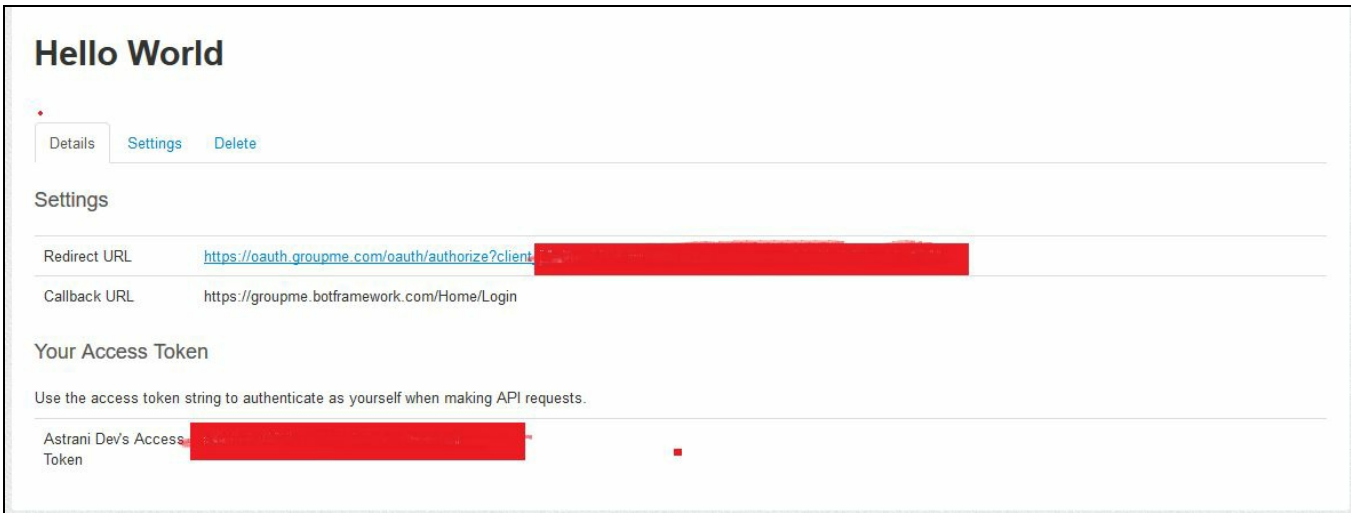 Hello World
Details Settings Delete
Settings
Redirect URL https://oauth.groupme.com/oauth/authorize?client_
Callback URL https://groupme.botframework.com/Home/Login
Your Access Token
Use the access token string to authenticate as yourself when making API requests.
Astrani Dev's Access
Token